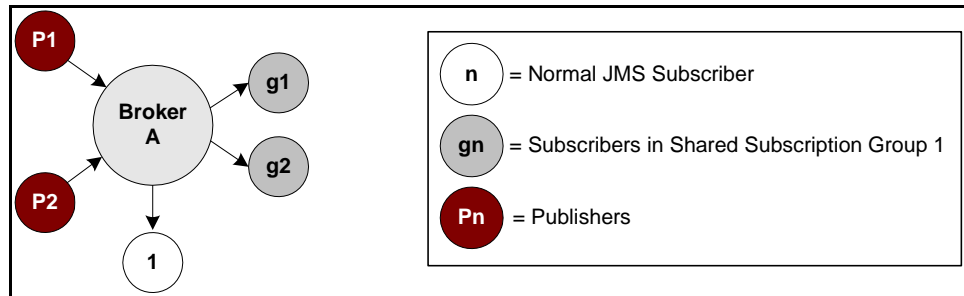 P1
Broker
A
g1
g2
P2
1
n = Normal JMS Subscriber
gn = Subscribers in Shared Subscription Group 1
Pn = Publishers